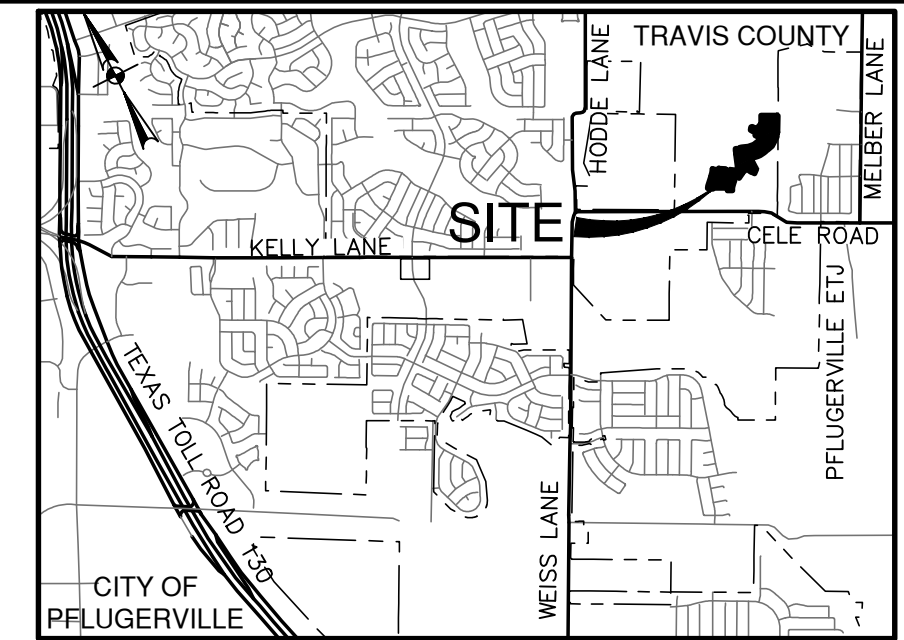 TRAVIS COUNTY
HODDE LANE
MELBER LANE
SITE
KELLY LANE
CELE ROAD
PFLUGERVILLE ETJ
TEXAS TOLL ROAD 130
WEISS LANE
CITY OF
PFLUGERVILLE